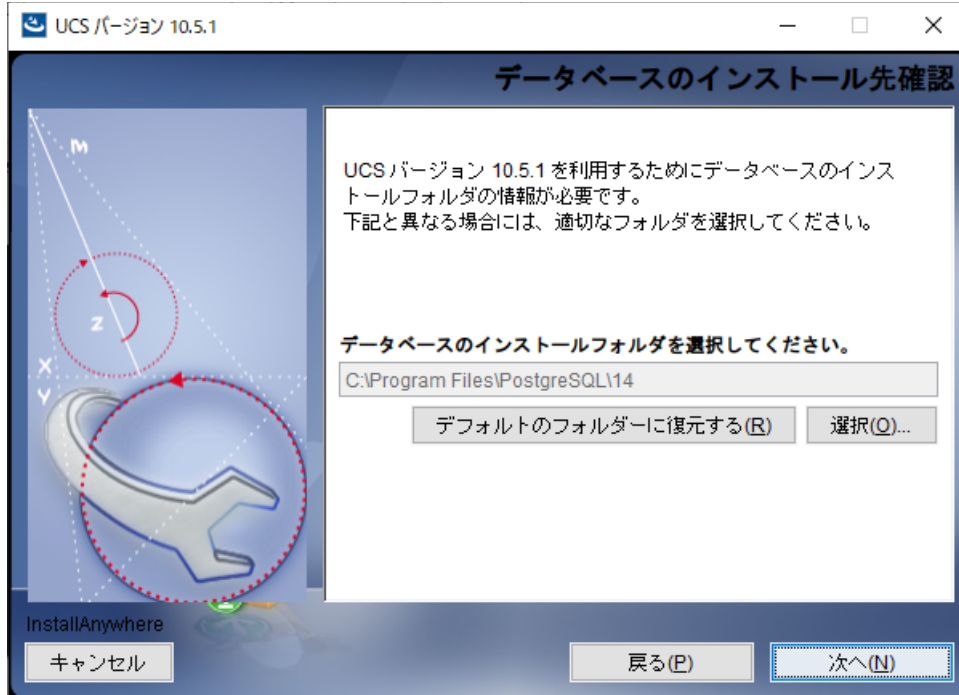 UCS バージョン 10.5.1
データベースのインストール先確認
M
Z
X
Y
UCS バージョン 10.5.1 を利用するためにデータベースのインス
トールフォルダの情報が必要です。
下記と異なる場合には、適切なフォルダを選択してください。
データベースのインストールフォルダを選択してください。
C:\Program Files\PostgreSQL\14
デフォルトのフォルダーに復元する(R) 選択(O)...
InstallAnywhere
キャンセル 戻る(P) 次へ(N)